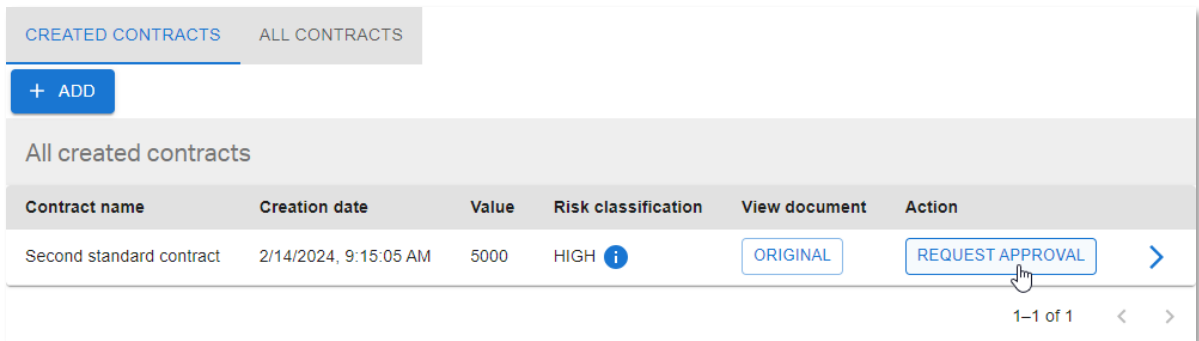 CREATED CONTRACTS ALL CONTRACTS
+ ADD
All created contracts
Contract name Creation date Value Risk classification View document Action
Second standard contract 2/14/2024, 9:15:05 AM 5000 HIGH i ORIGINAL REQUEST APPROVAL
1–1 of 1